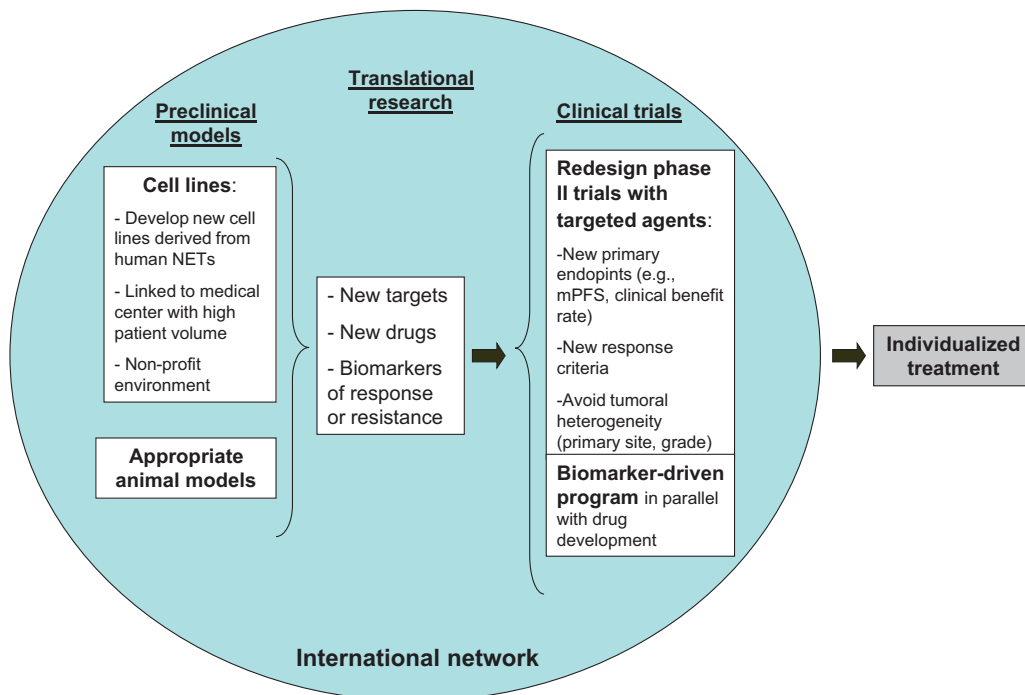 Translational
research
Preclinical
models
Clinical trials
Cell lines:
- Develop new cell
lines derived from
human NETs
- Linked to medical
center with high
patient volume
- Non-profit
environment
Appropriate
animal models
- New targets
- New drugs
- Biomarkers
of response
or resistance
Redesign phase
II trials with
targeted agents:
-New primary
endopints (e.g.,
mPFS, clinical benefit
rate)
-New response
criteria
-Avoid tumoral
heterogeneity
(primary site, grade)
Biomarker-driven
program in parallel
with drug
development
Individualized
treatment
International network